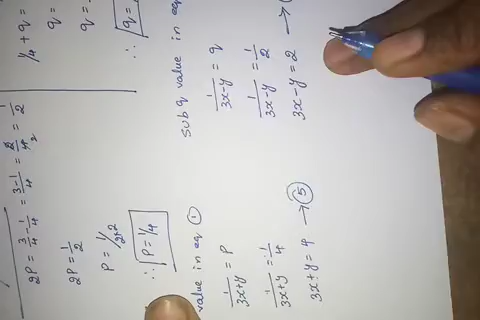 2P = 3/4 - 1/4 = 3-1/4 = 2/4 = 1/2
2P = 1/2
P = 1/2×2
∴ P = 1/4
value in eq ①
1/3x+y = P
1/3x+y = 1/4
3x+y = 4 → ⑤
1/4 + q =
q =
q =
∴ q =
sub q value in eq
1/3x-y = q
1/3x-y = 1/2
3x-y = 2 →